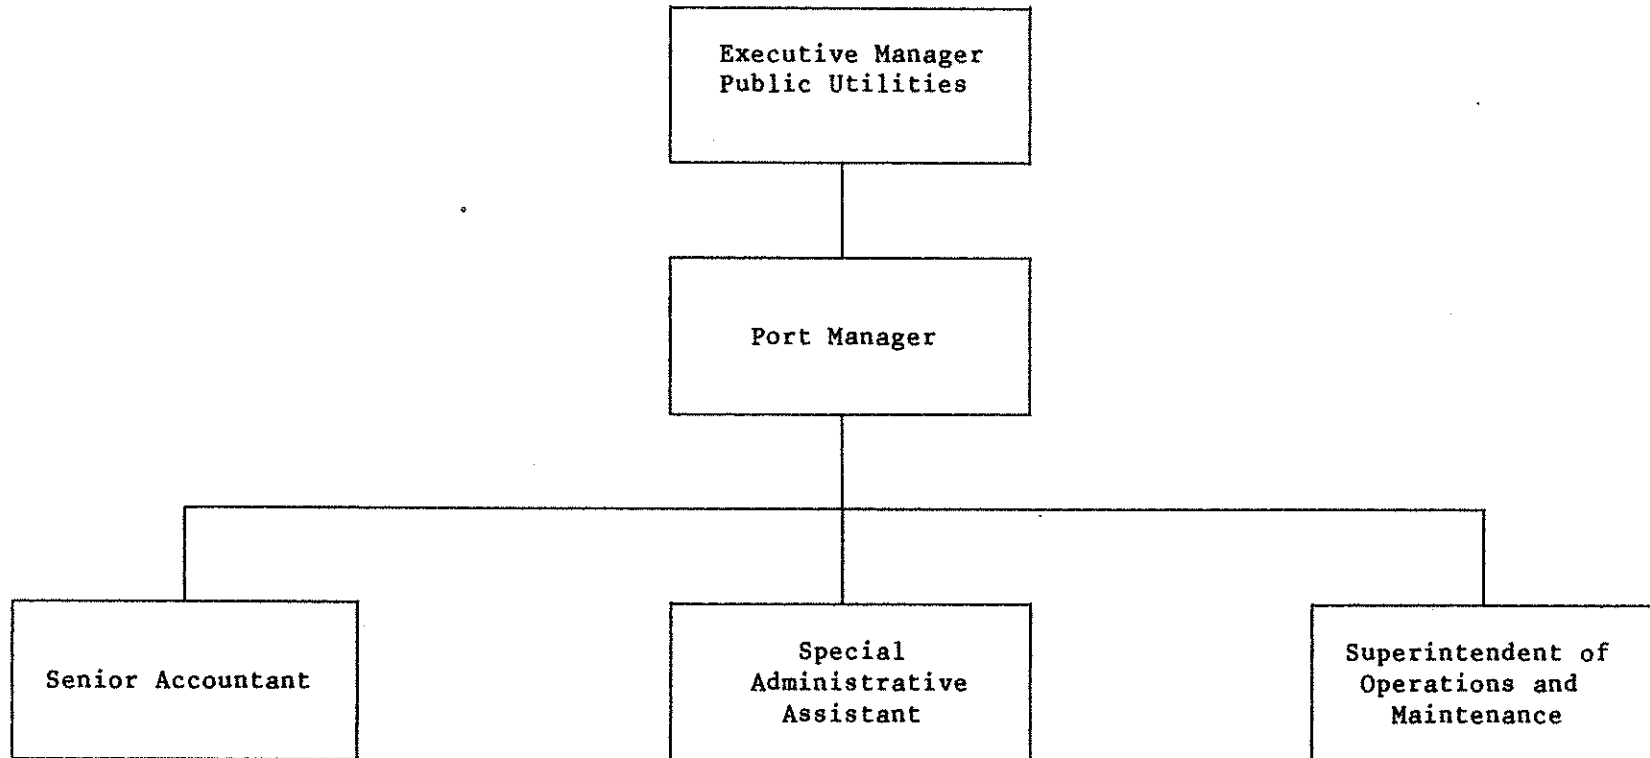 Executive Manager
Public Utilities
Port Manager
Senior Accountant
Special
Administrative
Assistant
Superintendent of
Operations and
Maintenance